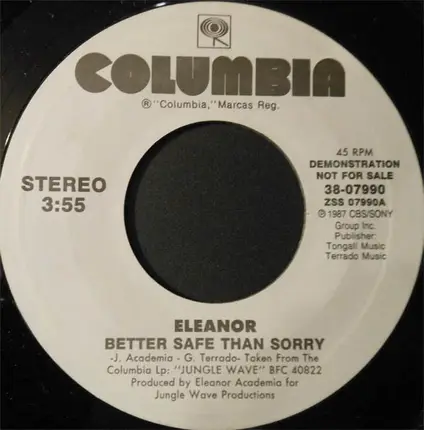 COLUMBIA
® "Columbia," Marcas Reg.
STEREO
3:55
45 RPM
DEMONSTRATION
NOT FOR SALE
38-07990
ZSS 07990A
℗ 1987 CBS/SONY
Group Inc.
Publisher:
Tongali Music
Terrado Music
ELEANOR
BETTER SAFE THAN SORRY
-J. Academia - G. Terrado- Taken From The
Columbia Lp: "JUNGLE WAVE" BFC 40822
Produced by Eleanor Academia for
Jungle Wave Productions